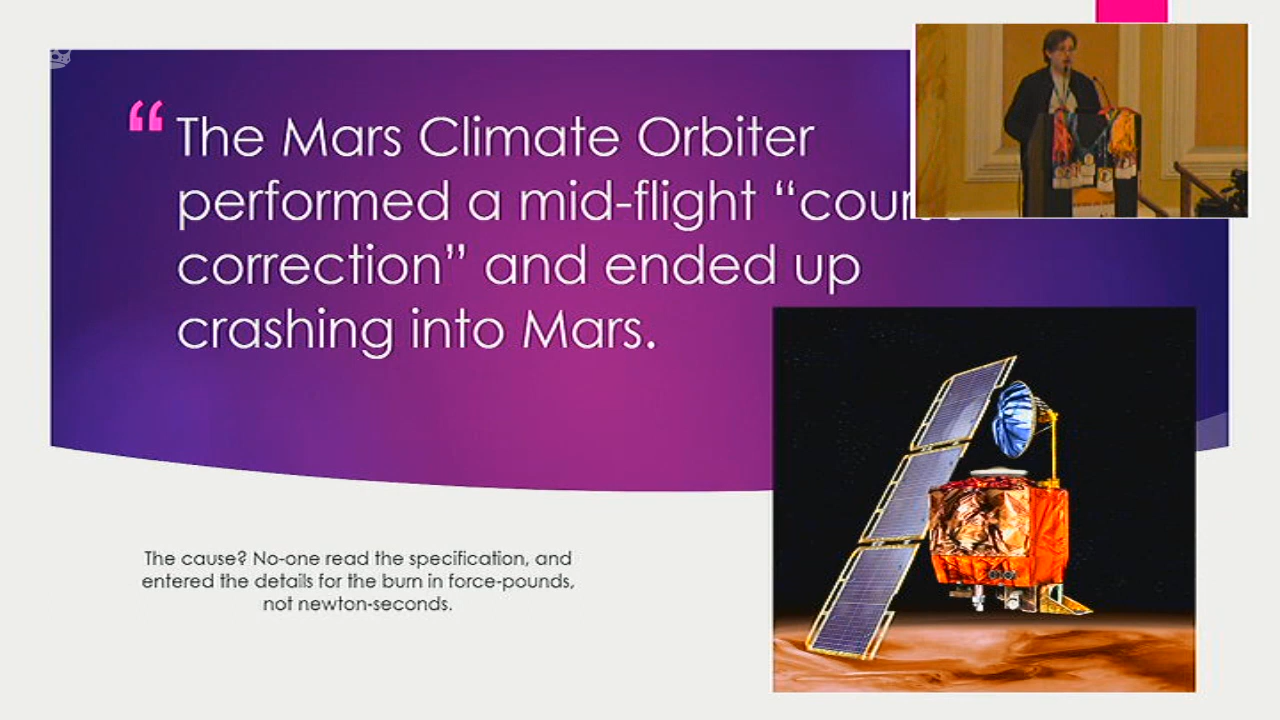 “ The Mars Climate Orbiter
performed a mid-flight “
correction” and ended up
crashing into Mars.
The cause? No-one read the specification, and
entered the details for the burn in force-pounds,
not newton-seconds.